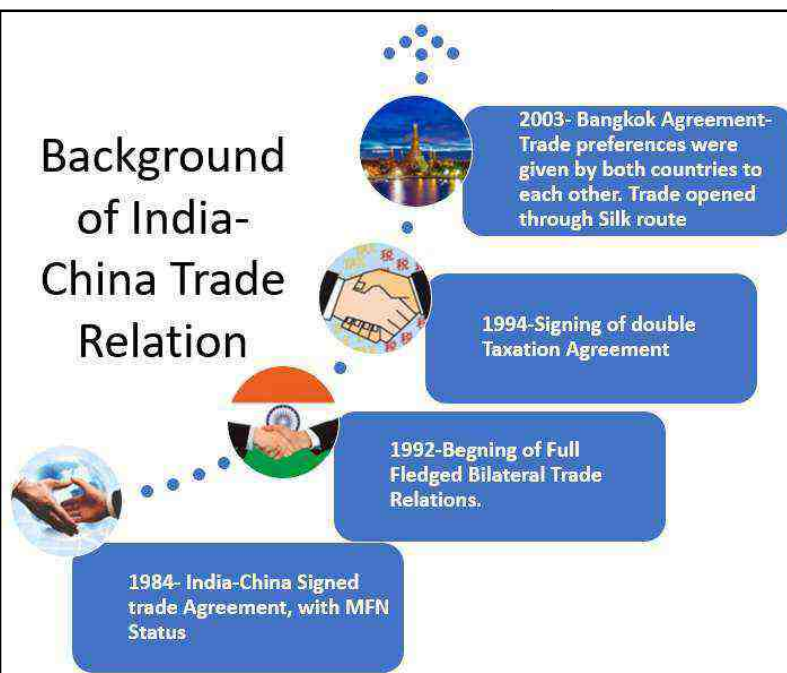 Background
of India-
China Trade
Relation
2003- Bangkok Agreement-
Trade preferences were
given by both countries to
each other. Trade opened
through Silk route
1994-Signing of double
Taxation Agreement
1992-Begning of Full
Fledged Bilateral Trade
Relations.
1984- India-China Signed
trade Agreement, with MFN
Status